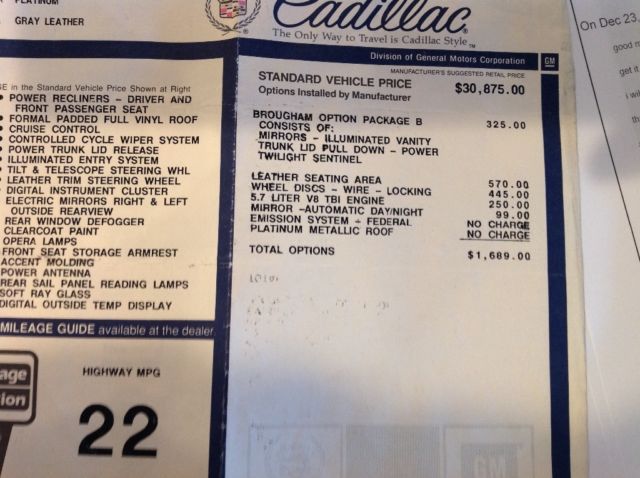 PLATINUM
GRAY LEATHER
Cadillac
The Only Way to Travel is Cadillac Style
TM
Division of General Motors Corporation
GM
in the Standard Vehicle Price Shown at Right
• POWER RECLINERS - DRIVER AND
FRONT PASSENGER SEAT
• FORMAL PADDED FULL VINYL ROOF
• CRUISE CONTROL
• CONTROLLED CYCLE WIPER SYSTEM
• POWER TRUNK LID RELEASE
• ILLUMINATED ENTRY SYSTEM
• TILT & TELESCOPE STEERING WHL
• LEATHER TRIM STEERING WHEEL
• DIGITAL INSTRUMENT CLUSTER
ELECTRIC MIRRORS RIGHT & LEFT
OUTSIDE REARVIEW
REAR WINDOW DEFOGGER
CLEARCOAT PAINT
OPERA LAMPS
FRONT SEAT STORAGE ARMREST
ACCENT MOLDING
POWER ANTENNA
REAR SAIL PANEL READING LAMPS
SOFT RAY GLASS
DIGITAL OUTSIDE TEMP DISPLAY
MILEAGE GUIDE available at the dealer
HIGHWAY MPG
22
MANUFACTURER'S SUGGESTED RETAIL PRICE
STANDARD VEHICLE PRICE $30,875.00
Options Installed by Manufacturer
BROUGHAM OPTION PACKAGE B 325.00
CONSISTS OF:
MIRRORS - ILLUMINATED VANITY
TRUNK LID PULL DOWN - POWER
TWILIGHT SENTINEL
LEATHER SEATING AREA 570.00
WHEEL DISCS - WIRE - LOCKING 445.00
5.7 LITER V8 TBI ENGINE 250.00
MIRROR -AUTOMATIC DAY/NIGHT 99.00
EMISSION SYSTEM - FEDERAL NO CHARGE
PLATINUM METALLIC ROOF NO CHARGE
TOTAL OPTIONS $1,689.00
GM
On Dec 23,
good
get it
i wi